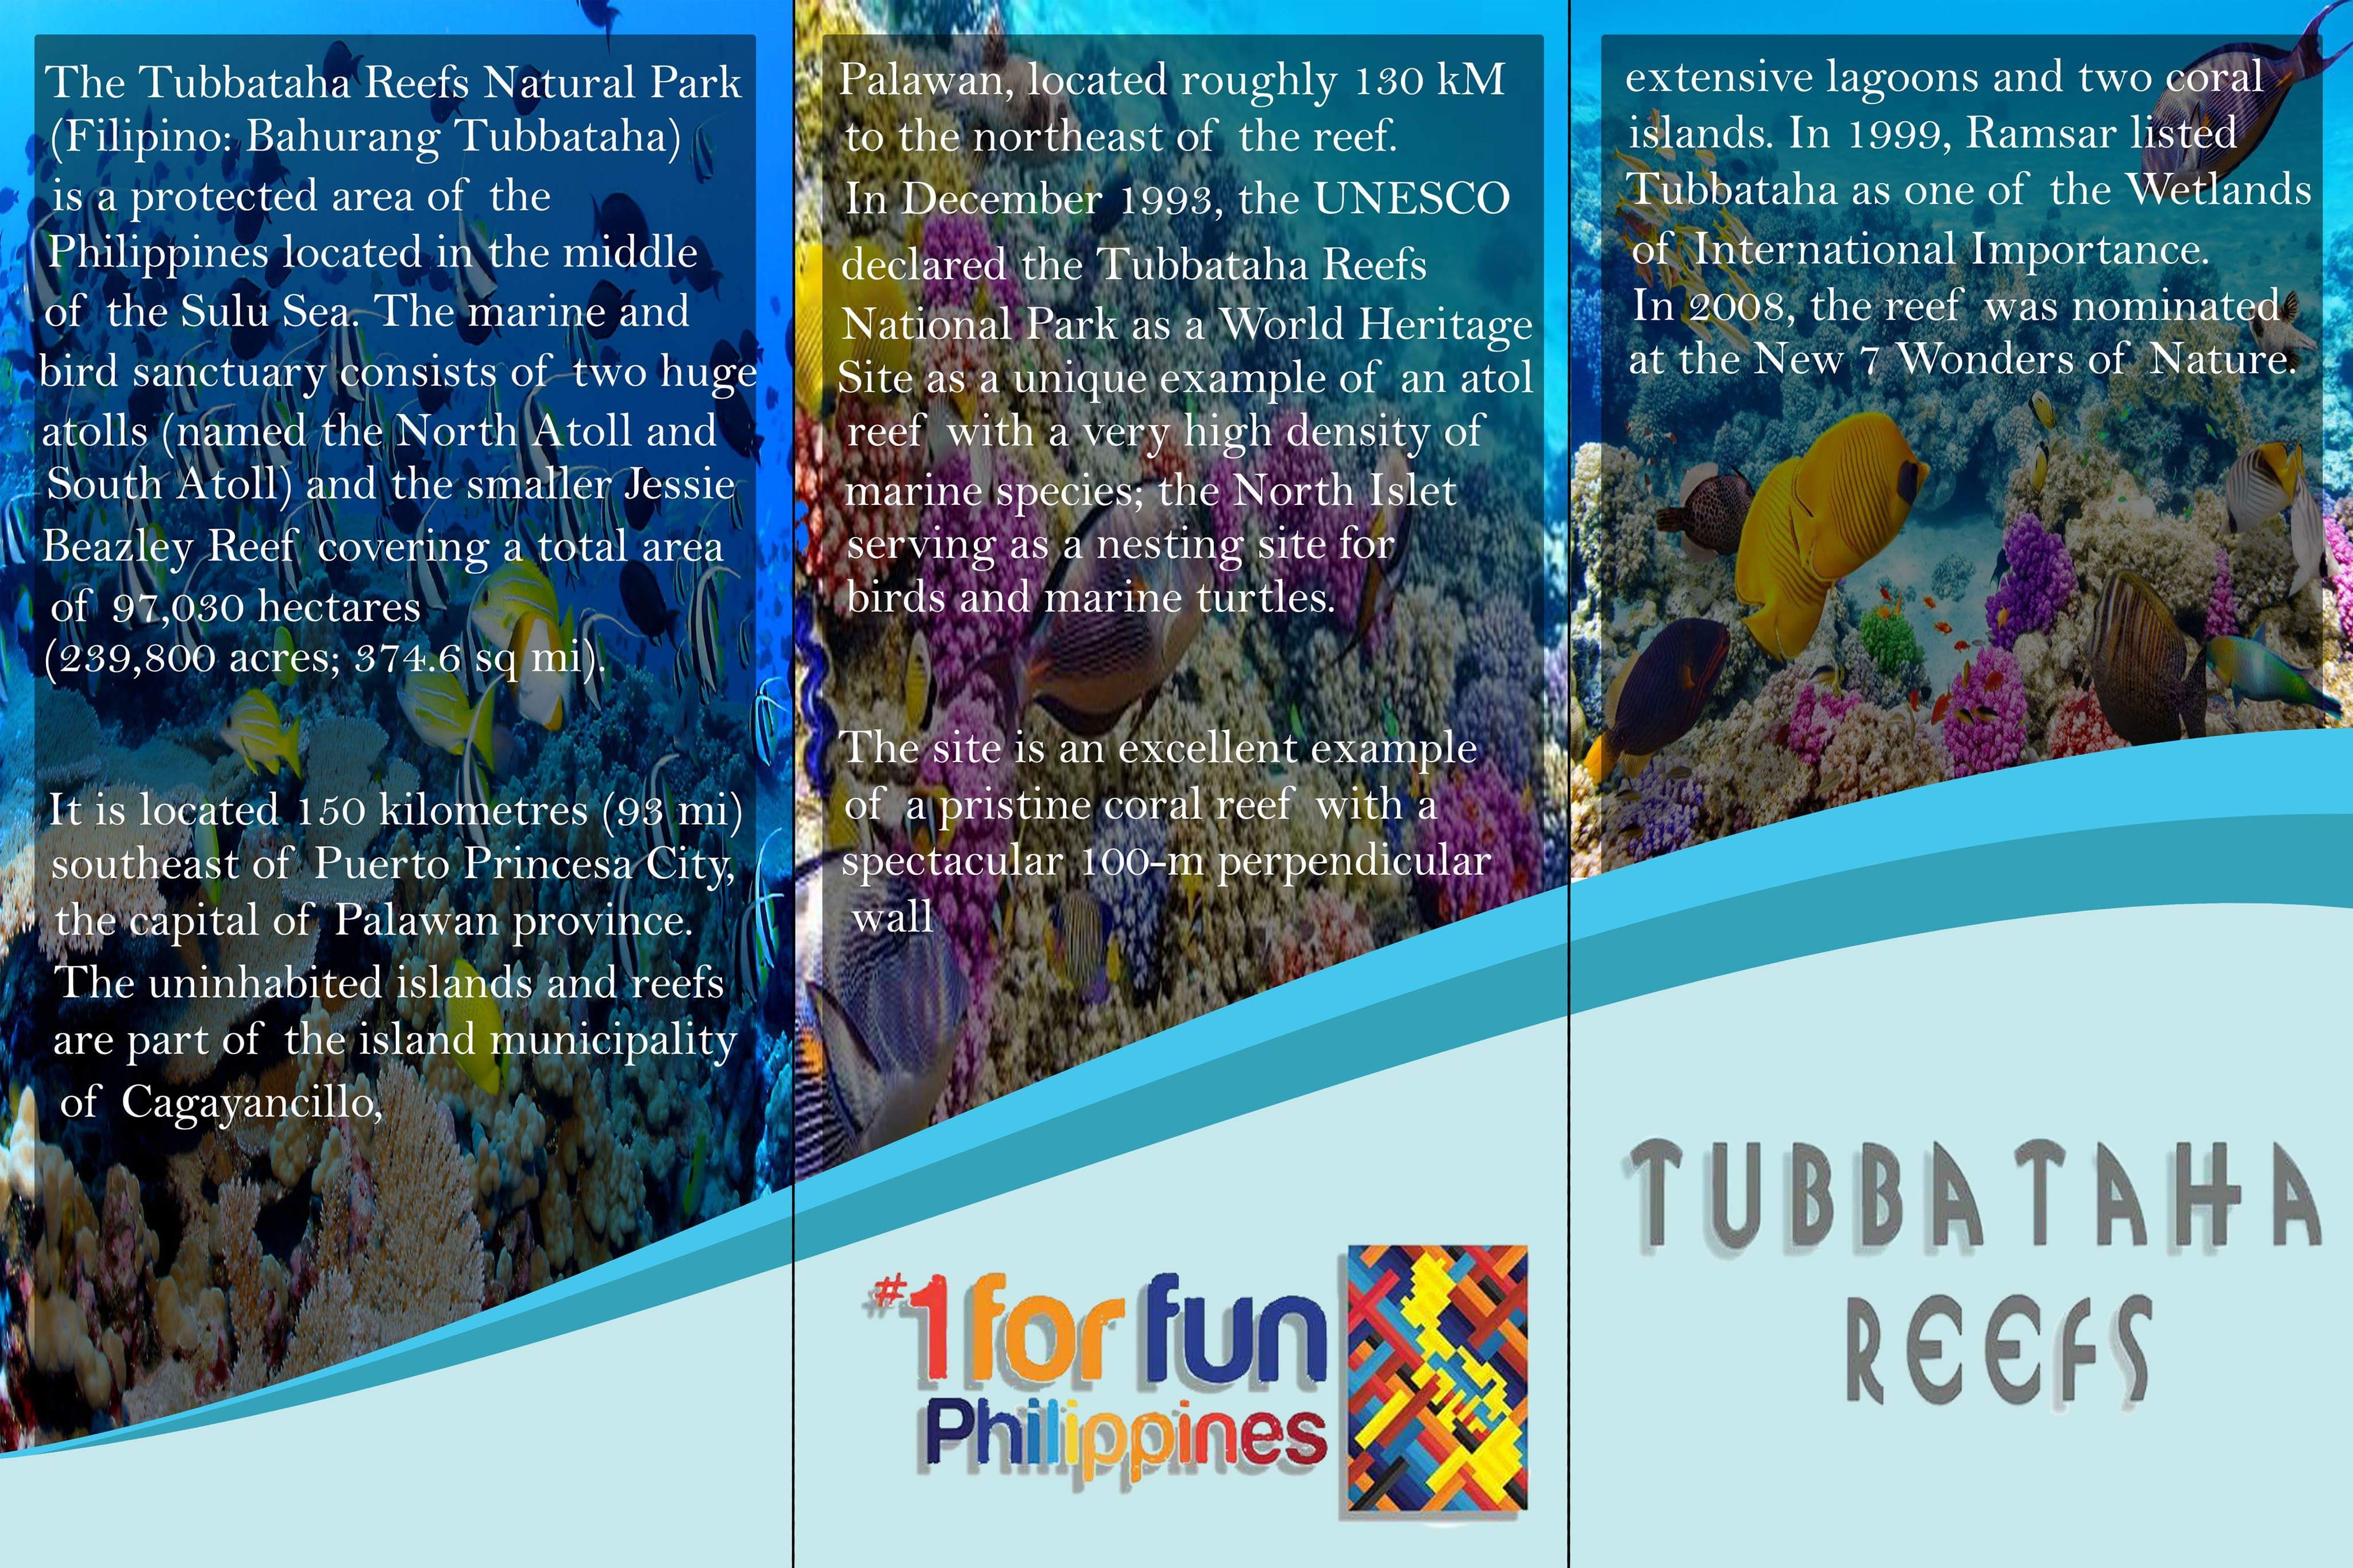 The Tubbataha Reefs Natural Park
(Filipino: Bahurang Tubbataha)
is a protected area of the
Philippines located in the middle
of the Sulu Sea. The marine and
bird sanctuary consists of two huge
atolls (named the North Atoll and
South Atoll) and the smaller Jessie
Beazley Reef covering a total area
of 97,030 hectares
(239,800 acres; 374.6 sq mi).
It is located 150 kilometres (93 mi)
southeast of Puerto Princesa City,
the capital of Palawan province.
The uninhabited islands and reefs
are part of the island municipality
of Cagayancillo,
Palawan, located roughly 130 kM
to the northeast of the reef.
In December 1993, the UNESCO
declared the Tubbataha Reefs
National Park as a World Heritage
Site as a unique example of an atol
reef with a very high density of
marine species; the North Islet
serving as a nesting site for
birds and marine turtles.
The site is an excellent example
of a pristine coral reef with a
spectacular 100-m perpendicular
wall
#1 for fun
Philippines
extensive lagoons and two coral
islands. In 1999, Ramsar listed
Tubbataha as one of the Wetlands
of International Importance.
In 2008, the reef was nominated
at the New 7 Wonders of Nature.
TUBBATAHA
REEFS